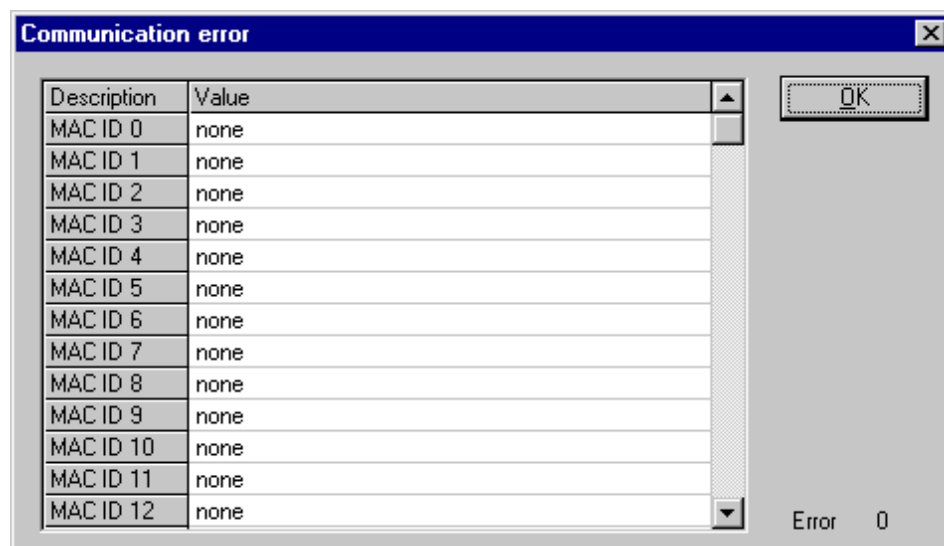 Communication error
Description Value
OK
MAC ID 0 none
MAC ID 1 none
MAC ID 2 none
MAC ID 3 none
MAC ID 4 none
MAC ID 5 none
MAC ID 6 none
MAC ID 7 none
MAC ID 8 none
MAC ID 9 none
MAC ID 10 none
MAC ID 11 none
MAC ID 12 none
Error 0